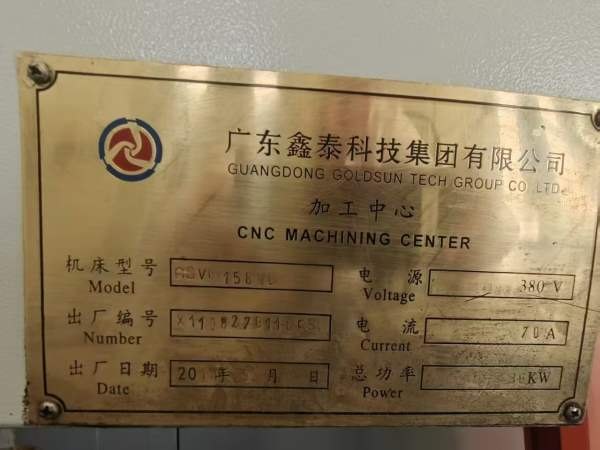 广东鑫泰科技集团有限公司
GUANGDONG GOLDSUN TECH GROUP CO.LTD.
加工中心
CNC MACHINING CENTER
机床型号 电源 380 V
Model Voltage
出厂编号 电流 70A
Number Current
出厂日期 20 年 月 日 总功率 KW
Date Power